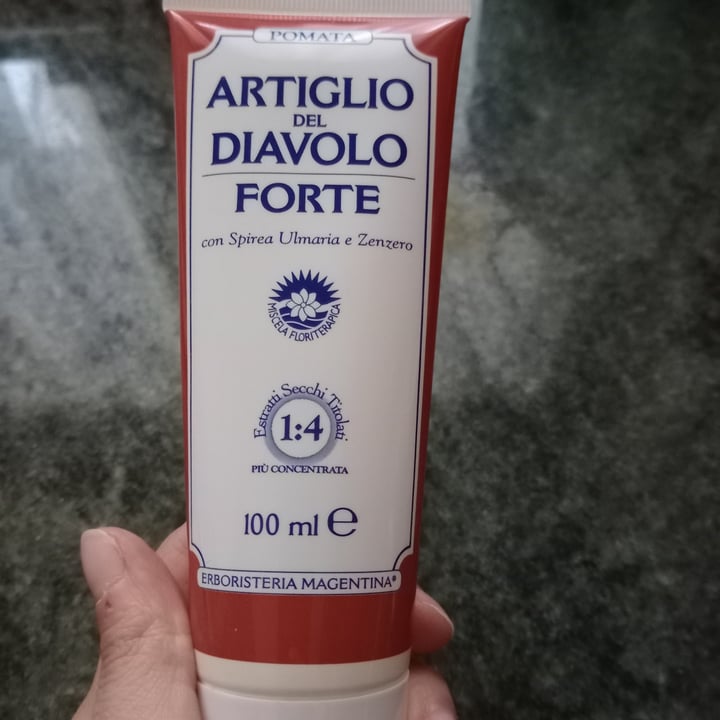 POMATA
ARTIGLIO
DEL
DIAVOLO
FORTE
con Spirea Ulmaria e Zenzero
MISCELA FLORITERAPICA
Estratti Secchi Titolati
1:4
PIÙ CONCENTRATA
100 ml ℮
ERBORISTERIA MAGENTINA®